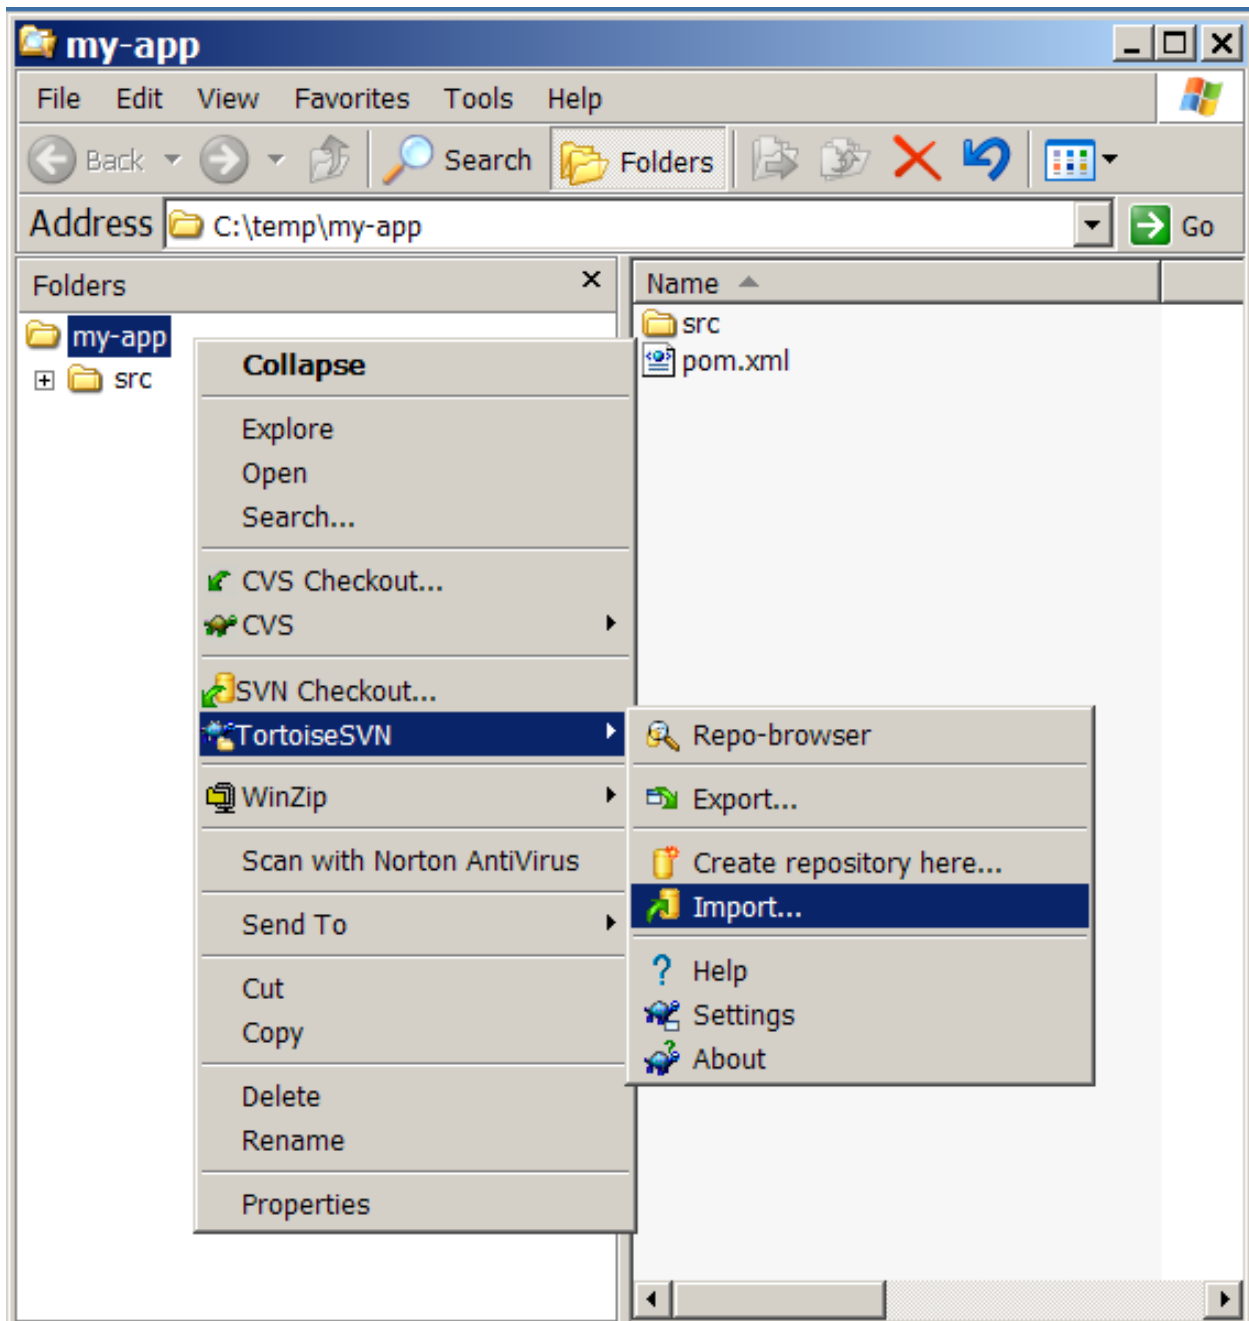 my-app
File Edit View Favorites Tools Help
Back Search Folders
Address C:\temp\my-app Go
Folders
Name
my-app
src
src
pom.xml
Collapse
Explore
Open
Search...
CVS Checkout...
CVS
SVN Checkout...
TortoiseSVN
WinZip
Scan with Norton AntiVirus
Send To
Cut
Copy
Delete
Rename
Properties
Repo-browser
Export...
Create repository here...
Import...
Help
Settings
About